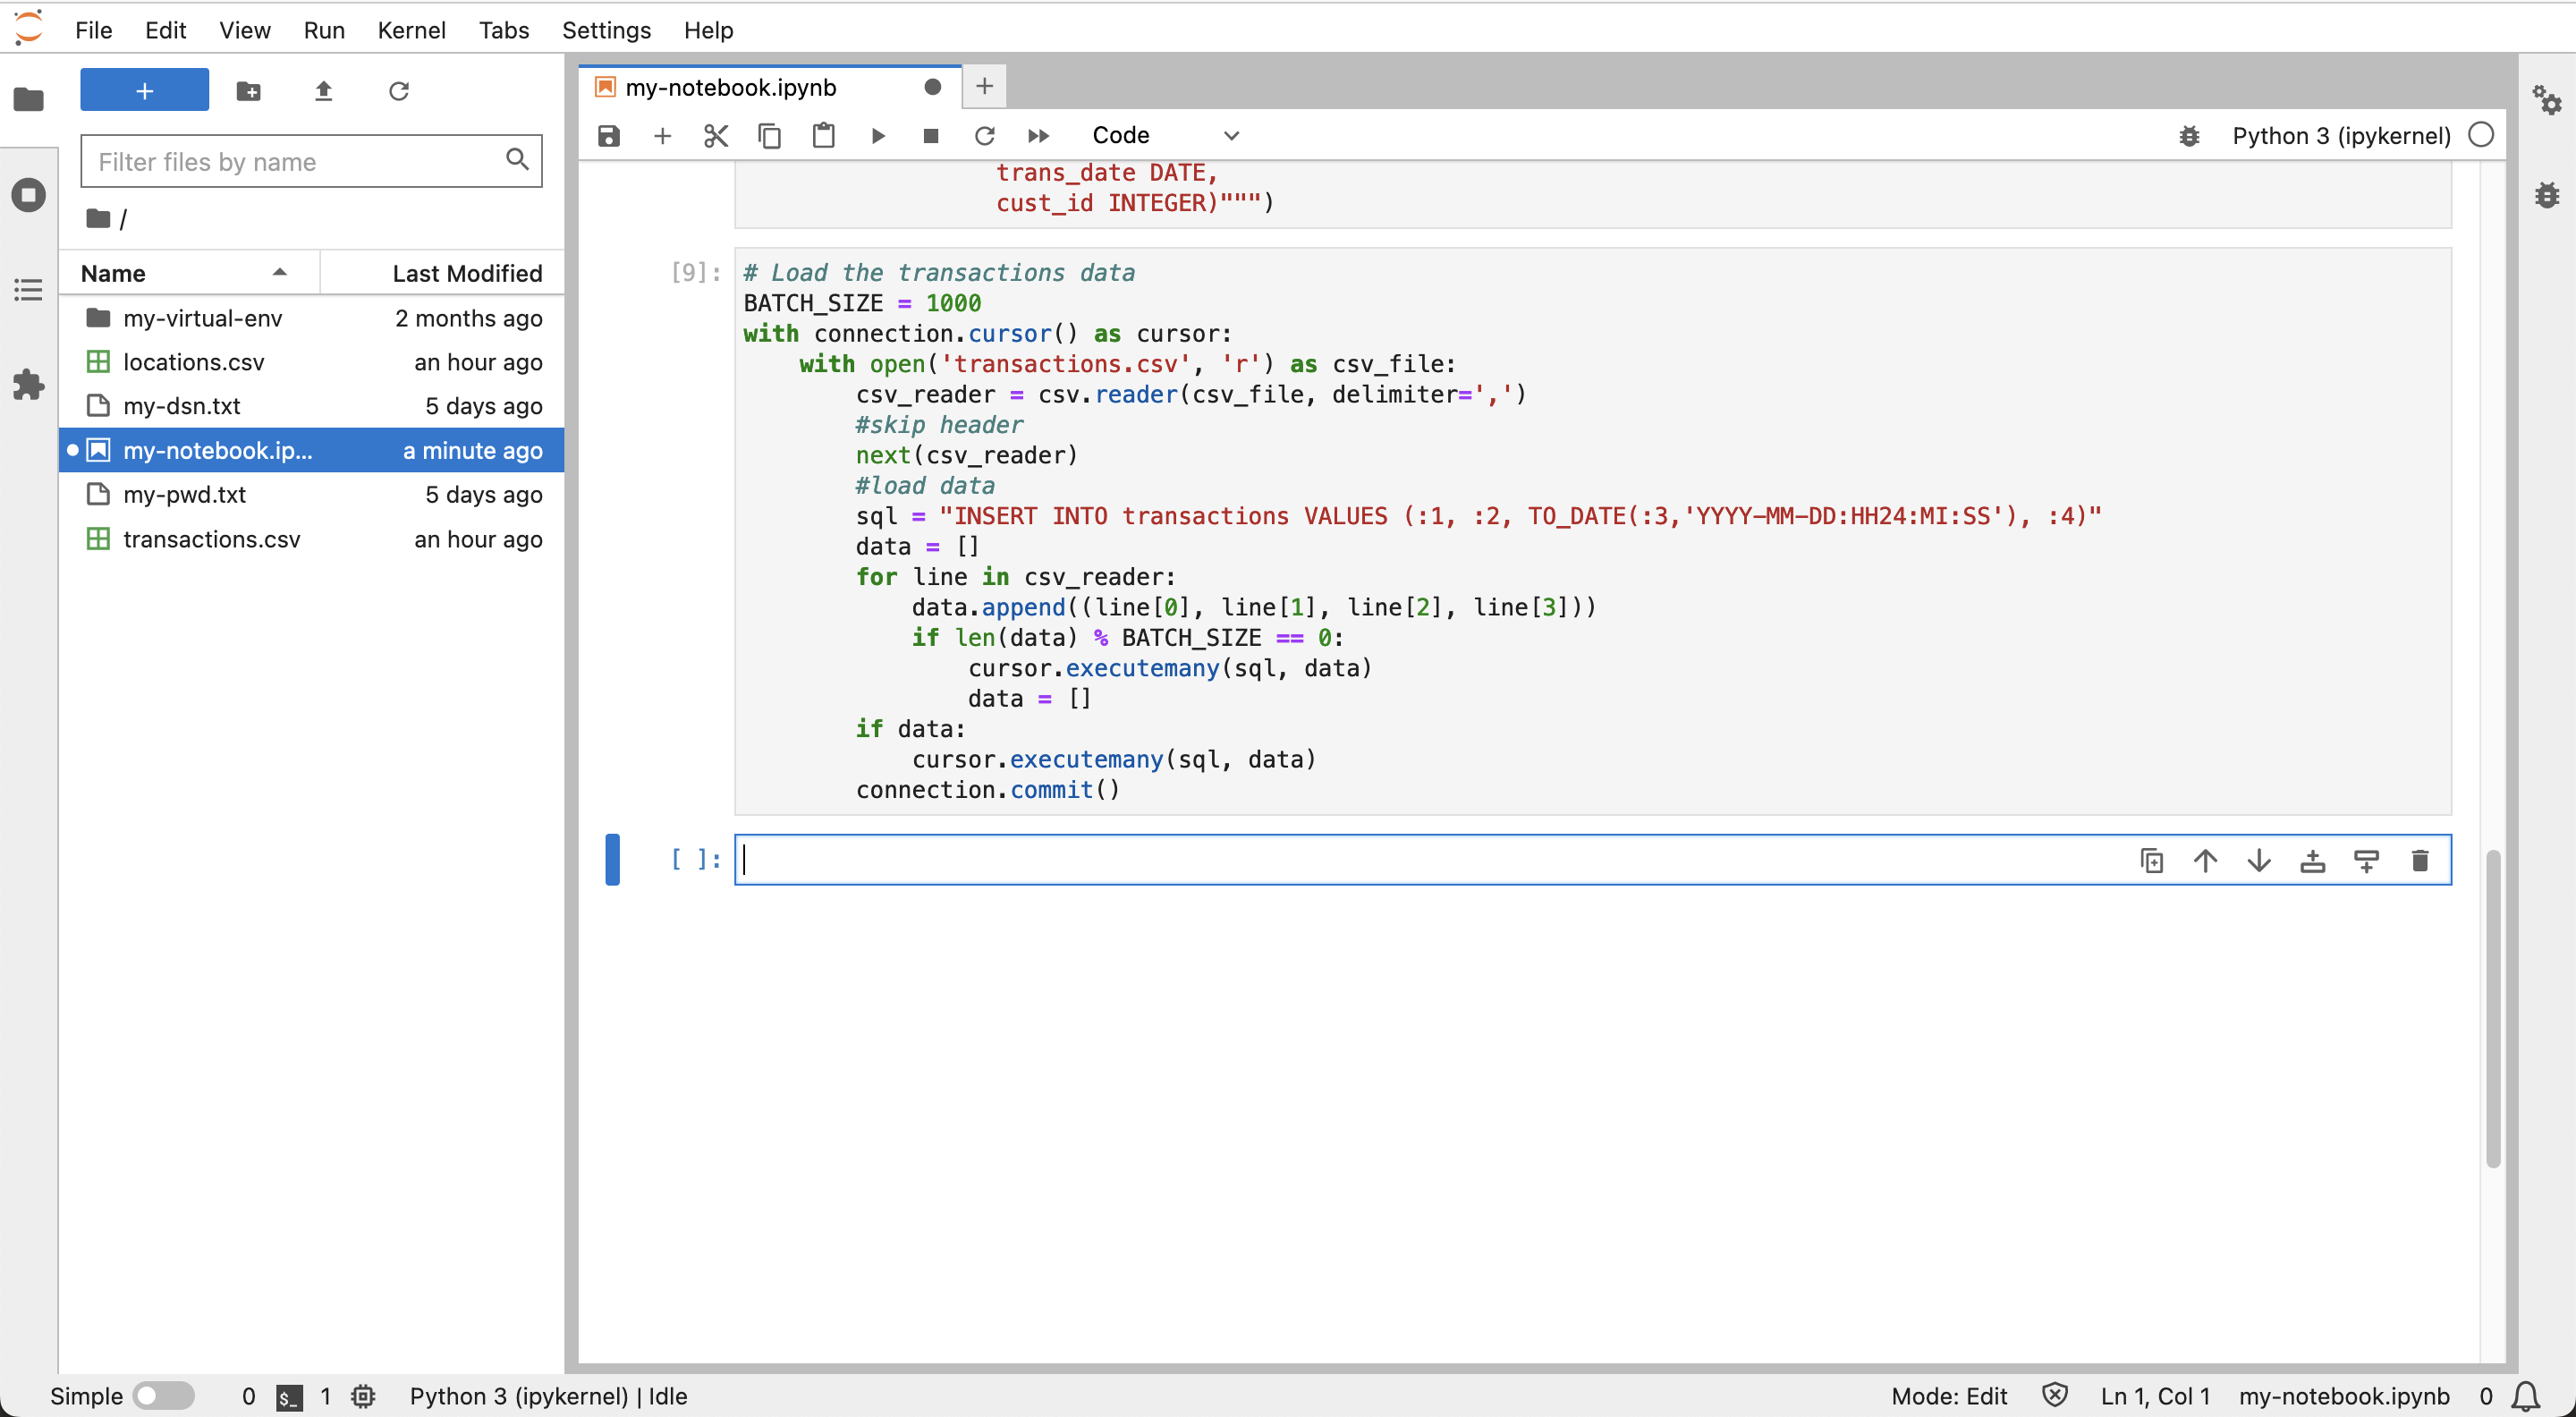 File Edit View Run Kernel Tabs Settings Help
+
Filter files by name
/
Name Last Modified
my-virtual-env 2 months ago
locations.csv an hour ago
my-dsn.txt 5 days ago
my-notebook.ip... a minute ago
my-pwd.txt 5 days ago
transactions.csv an hour ago
my-notebook.ipynb
Code Python 3 (ipykernel)
trans_date DATE,
cust_id INTEGER)""")
[9]: # Load the transactions data
BATCH_SIZE = 1000
with connection.cursor() as cursor:
    with open('transactions.csv', 'r') as csv_file:
        csv_reader = csv.reader(csv_file, delimiter=',')
        #skip header
        next(csv_reader)
        #load data
        sql = "INSERT INTO transactions VALUES (:1, :2, TO_DATE(:3,'YYYY-MM-DD:HH24:MI:SS'), :4)"
        data = []
        for line in csv_reader:
            data.append((line[0], line[1], line[2], line[3]))
            if len(data) % BATCH_SIZE == 0:
                cursor.executemany(sql, data)
                data = []
        if data:
            cursor.executemany(sql, data)
        connection.commit()
[ ]:
Simple 0 $_ 1 Python 3 (ipykernel) | Idle Mode: Edit Ln 1, Col 1 my-notebook.ipynb 0